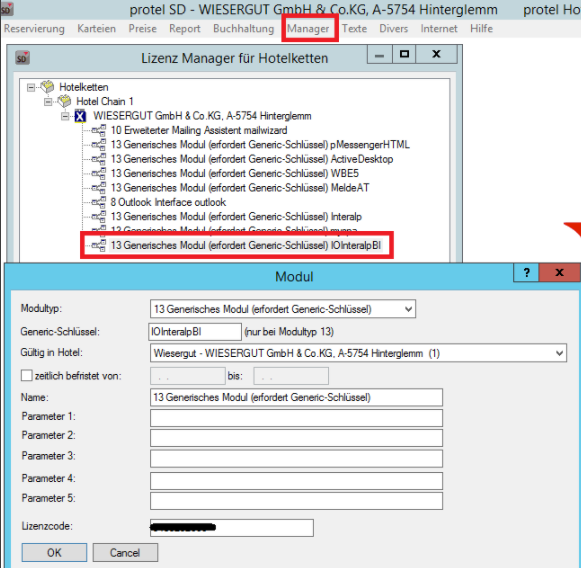 SD protel SD - WIESERGUT GmbH & Co.KG, A-5754 Hinterglemm protel Ho
Reservierung Karteien Preise Report Buchhaltung Manager Texte Divers Internet Hilfe
SD Lizenz Manager für Hotelketten
Hotelketten
Hotel Chain 1
WIESERGUT GmbH & Co.KG, A-5754 Hinterglemm
10 Erweiterter Mailing Assistent mailwizard
13 Generisches Modul (erfordert Generic-Schlüssel) pMessengerHTML
13 Generisches Modul (erfordert Generic-Schlüssel) ActiveDesktop
13 Generisches Modul (erfordert Generic-Schlüssel) WBE5
13 Generisches Modul (erfordert Generic-Schlüssel) MeldeAT
8 Outlook Interface outlook
13 Generisches Modul (erfordert Generic-Schlüssel) Interalp
13 Generisches Modul (erfordert Generic-Schlüssel)
13 Generisches Modul (erfordert Generic-Schlüssel) IOInteralpBI
Modul
Modultyp: 13 Generisches Modul (erfordert Generic-Schlüssel)
Generic-Schlüssel: IOInteralpBI (nur bei Modultyp 13)
Gültig in Hotel: Wiesergut - WIESERGUT GmbH & Co.KG, A-5754 Hinterglemm (1)
zeitlich befristet von: . . bis: . .
Name: 13 Generisches Modul (erfordert Generic-Schlüssel)
Parameter 1:
Parameter 2:
Parameter 3:
Parameter 4:
Parameter 5:
Lizenzcode:
OK Cancel